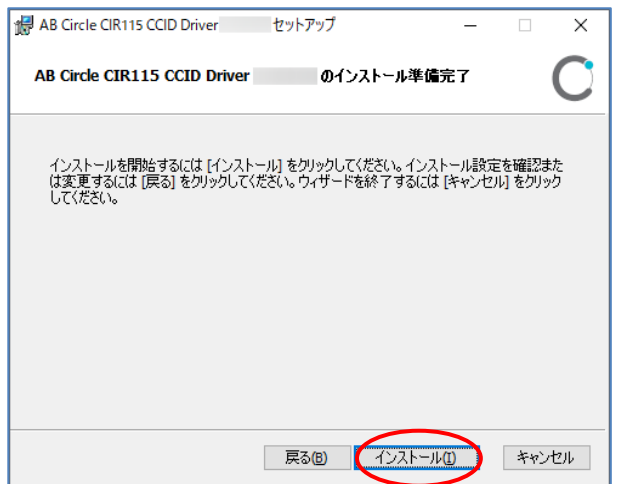 AB Circle CIR115 CCID Driver セットアップ
AB Circle CIR115 CCID Driver のインストール準備完了
インストールを開始するには [インストール] をクリックしてください。インストール設定を確認また
は変更するには [戻る] をクリックしてください。ウィザードを終了するには [キャンセル] をクリック
してください。
戻る(B) インストール(I) キャンセル